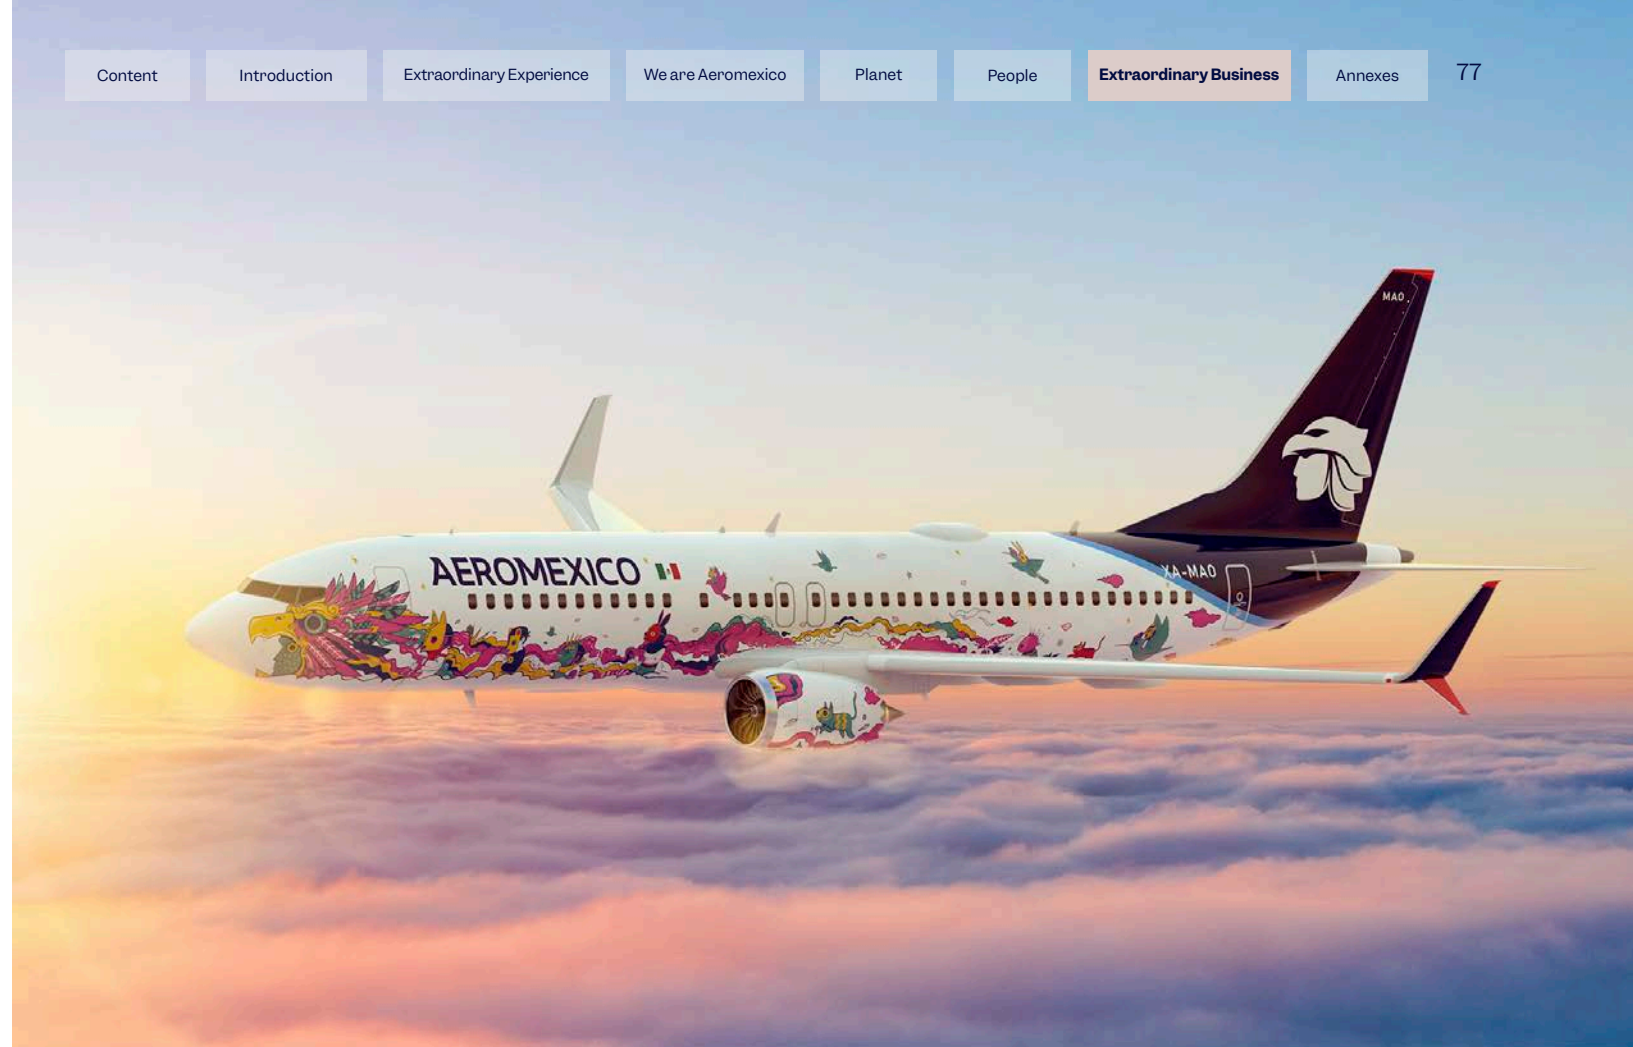 Content Introduction Extraordinary Experience We are Aeromexico Planet People Extraordinary Business Annexes 77
MAO
AEROMEXICO
XA-MAO